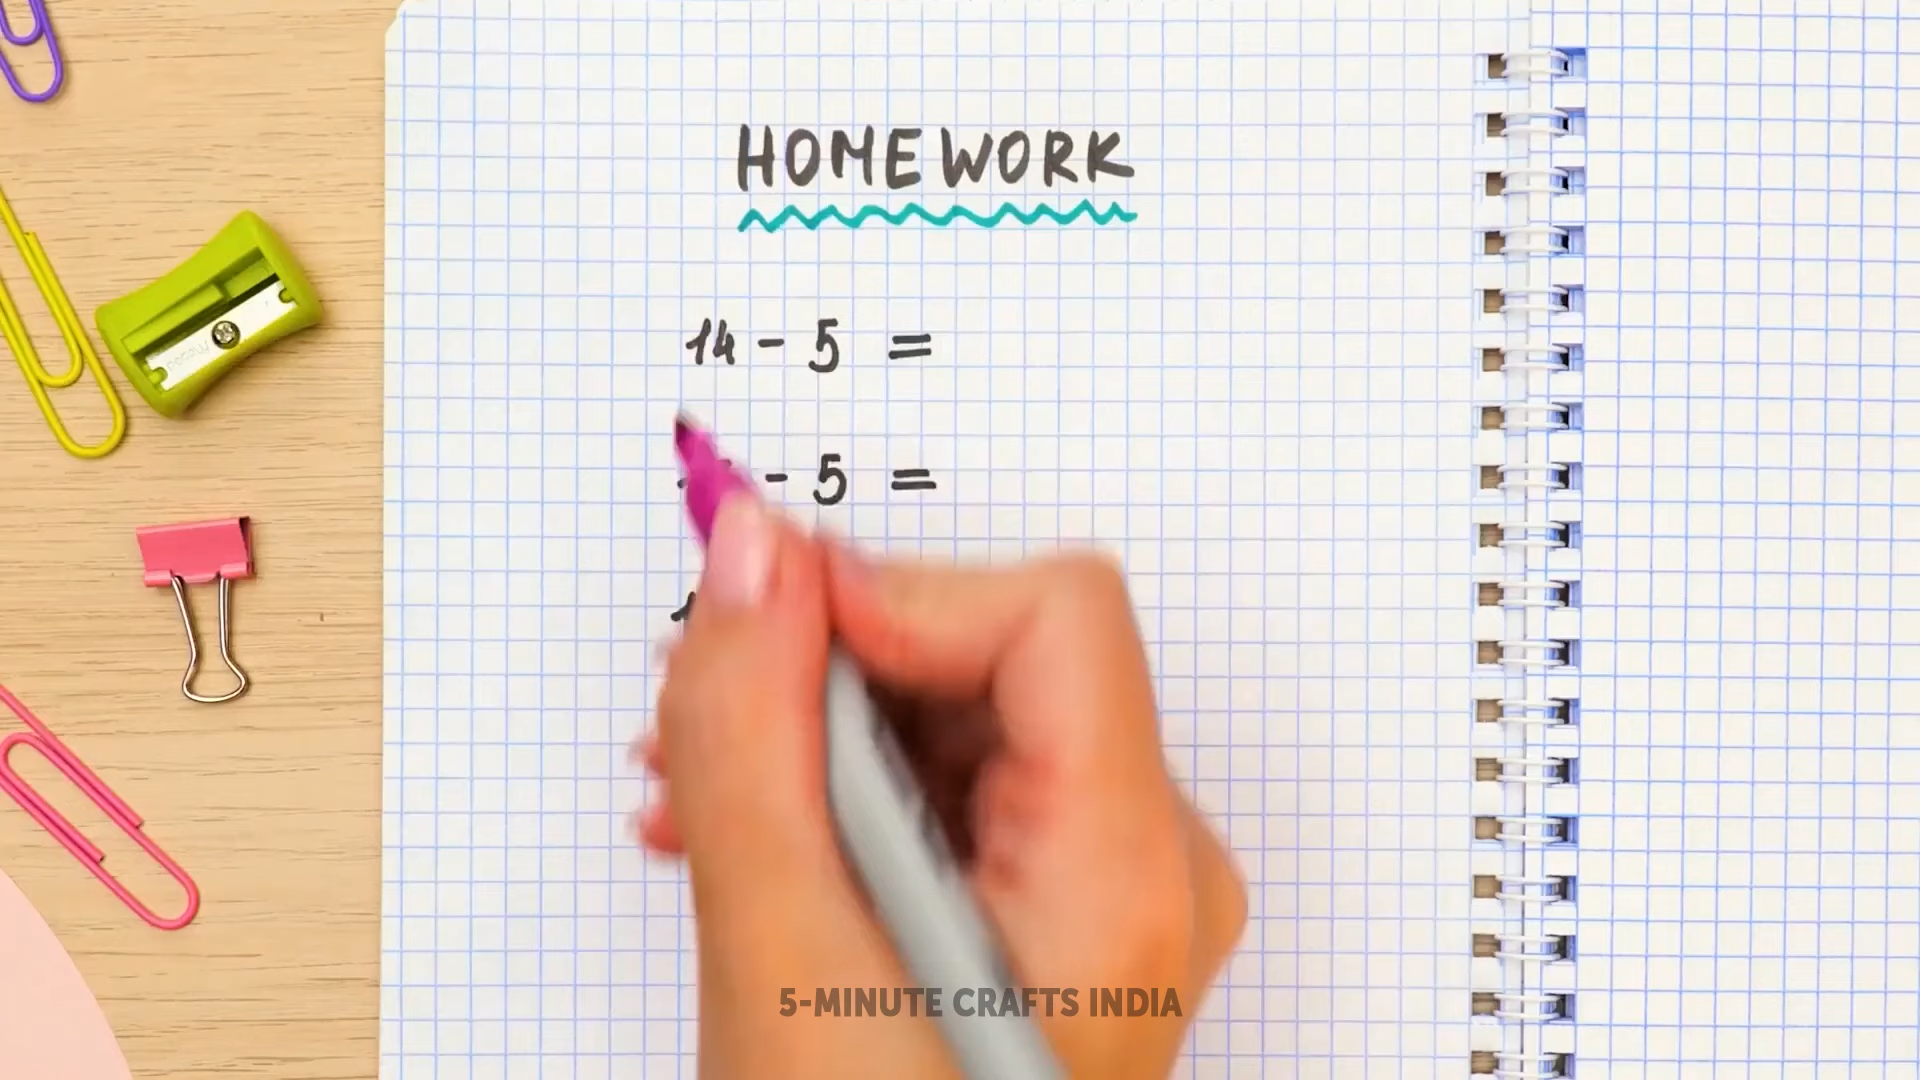 HOMEWORK
14 - 5 =
- 5 =
5-MINUTE CRAFTS INDIA